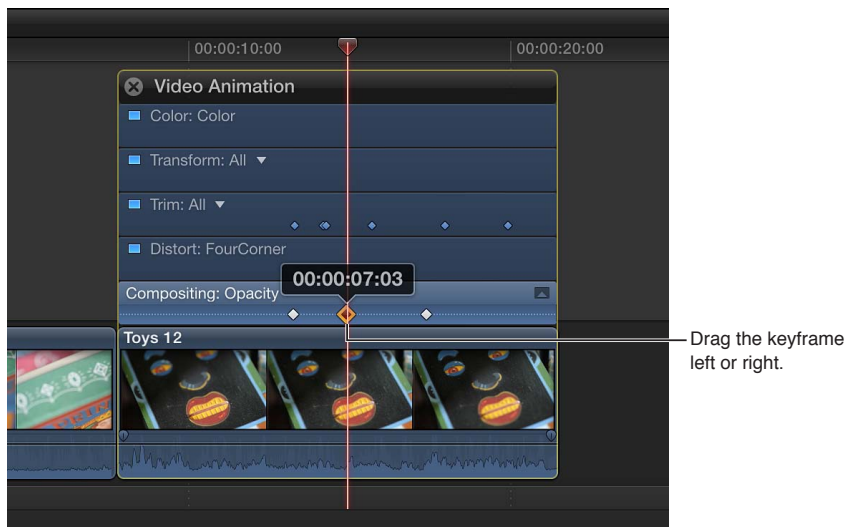 00:00:10:00
00:00:20:00
Video Animation
Color: Color
Transform: All
Trim: All
Distort: FourCorner
00:00:07:03
Compositing: Opacity
Toys 12
Drag the keyframe
left or right.